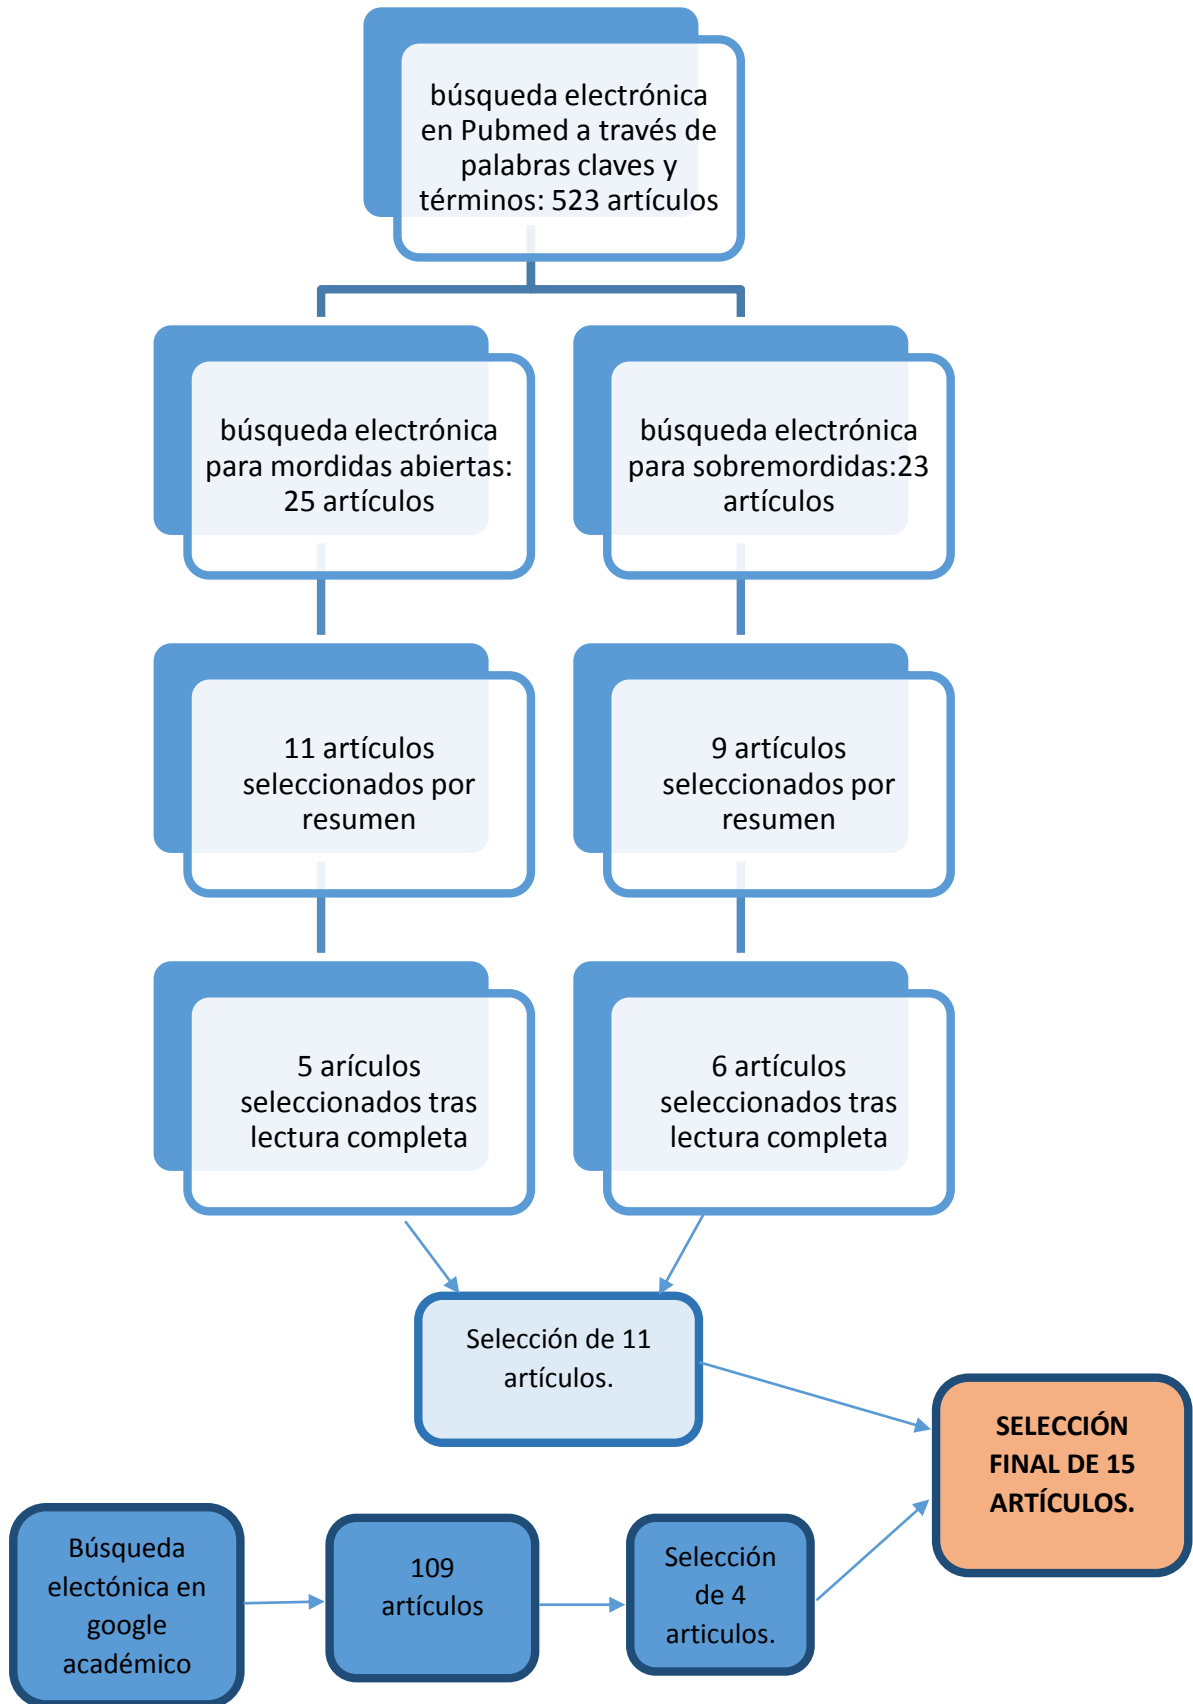 búsqueda electrónica
en Pubmed a través de
palabras claves y
términos: 523 artículos
búsqueda electrónica
para mordidas abiertas:
25 artículos
búsqueda electrónica
para sobremordidas:23
artículos
11 artículos
seleccionados por
resumen
9 artículos
seleccionados por
resumen
5 arículos
seleccionados tras
lectura completa
6 artículos
seleccionados tras
lectura completa
Selección de 11
artículos.
SELECCIÓN
FINAL DE 15
ARTÍCULOS.
Búsqueda
electónica en
google
académico
109
artículos
Selección
de 4
articulos.